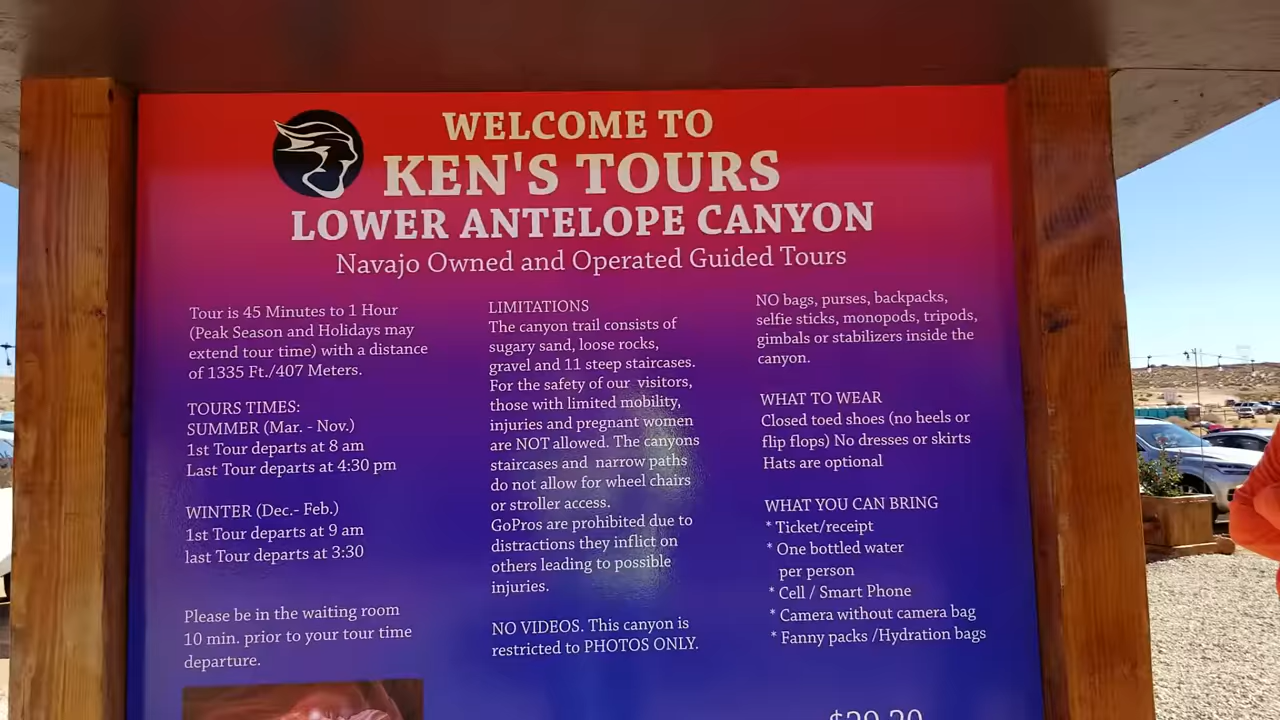 WELCOME TO
KEN'S TOURS
LOWER ANTELOPE CANYON
Navajo Owned and Operated Guided Tours
Tour is 45 Minutes to 1 Hour
(Peak Season and Holidays may
extend tour time) with a distance
of 1335 Ft./407 Meters.
TOURS TIMES:
SUMMER (Mar. - Nov.)
1st Tour departs at 8 am
Last Tour departs at 4:30 pm
WINTER (Dec.- Feb.)
1st Tour departs at 9 am
last Tour departs at 3:30
Please be in the waiting room
10 min. prior to your tour time
departure.
LIMITATIONS
The canyon trail consists of
sugary sand, loose rocks,
gravel and 11 steep staircases.
For the safety of our visitors,
those with limited mobility,
injuries and pregnant women
are NOT allowed. The canyons
staircases and narrow paths
do not allow for wheel chairs
or stroller access.
GoPros are prohibited due to
distractions they inflict on
others leading to possible
injuries.
NO VIDEOS. This canyon is
restricted to PHOTOS ONLY.
NO bags, purses, backpacks,
selfie sticks, monopods, tripods,
gimbals or stabilizers inside the
canyon.
WHAT TO WEAR
Closed toed shoes (no heels or
flip flops) No dresses or skirts
Hats are optional
WHAT YOU CAN BRING
* Ticket/receipt
* One bottled water
per person
* Cell / Smart Phone
* Camera without camera bag
* Fanny packs /Hydration bags